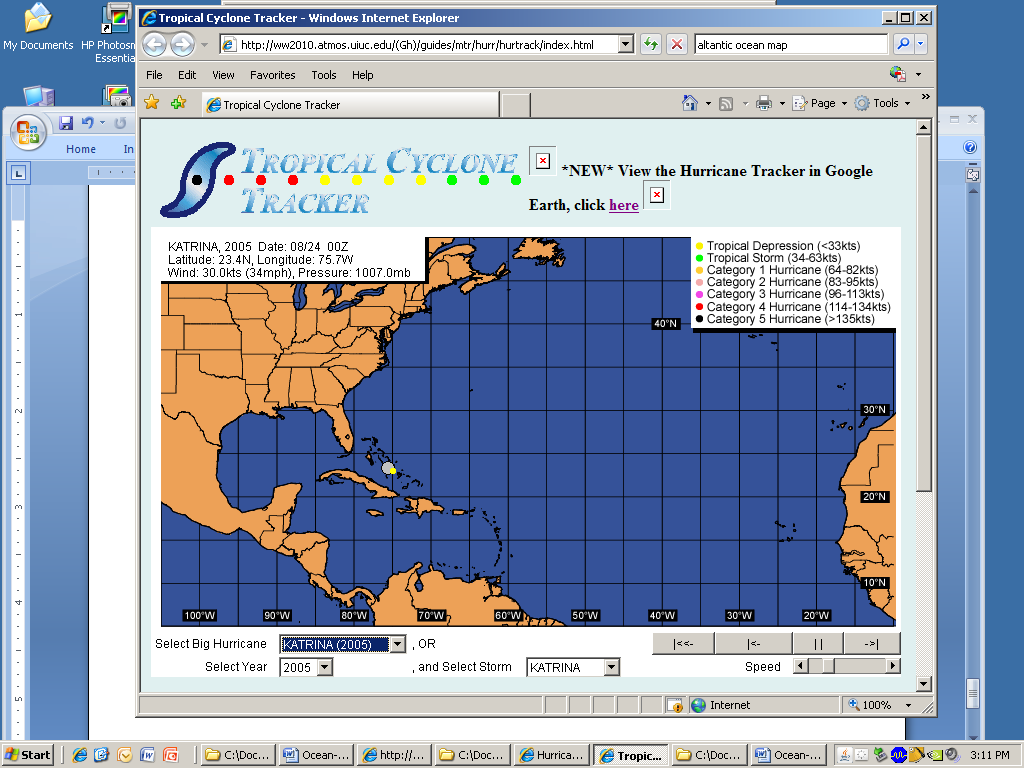 My Documents
HP Photosm
Essential
Tropical Cyclone Tracker - Windows Internet Explorer
http://ww2010.atmos.uiuc.edu/(Gh)/guides/mtr/hurr/hurtrack/index.html
altantic ocean map
File Edit View Favorites Tools Help
Tropical Cyclone Tracker
Page Tools »
Home In
TROPICAL CYCLONE
TRACKER
*NEW* View the Hurricane Tracker in Google
Earth, click here
KATRINA, 2005 Date: 08/24 00Z
Latitude: 23.4N, Longitude: 75.7W
Wind: 30.0kts (34mph), Pressure: 1007.0mb
Tropical Depression (<33kts)
Tropical Storm (34-63kts)
Category 1 Hurricane (64-82kts)
Category 2 Hurricane (83-95kts)
Category 3 Hurricane (96-113kts)
Category 4 Hurricane (114-134kts)
Category 5 Hurricane (>135kts)
40°N
30°N
20°N
10°N
100°W 90°W 80°W 70°W 60°W 50°W 40°W 30°W 20°W
Select Big Hurricane KATRINA (2005) , OR
|<<- |<- || ->|
Select Year 2005 , and Select Storm KATRINA Speed
Internet 100%
1
2
3
4
5
Start C:\Doc... Ocean-... http://... C:\Doc... Hurrica... Tropic... C:\Doc... Ocean-... 3:11 PM